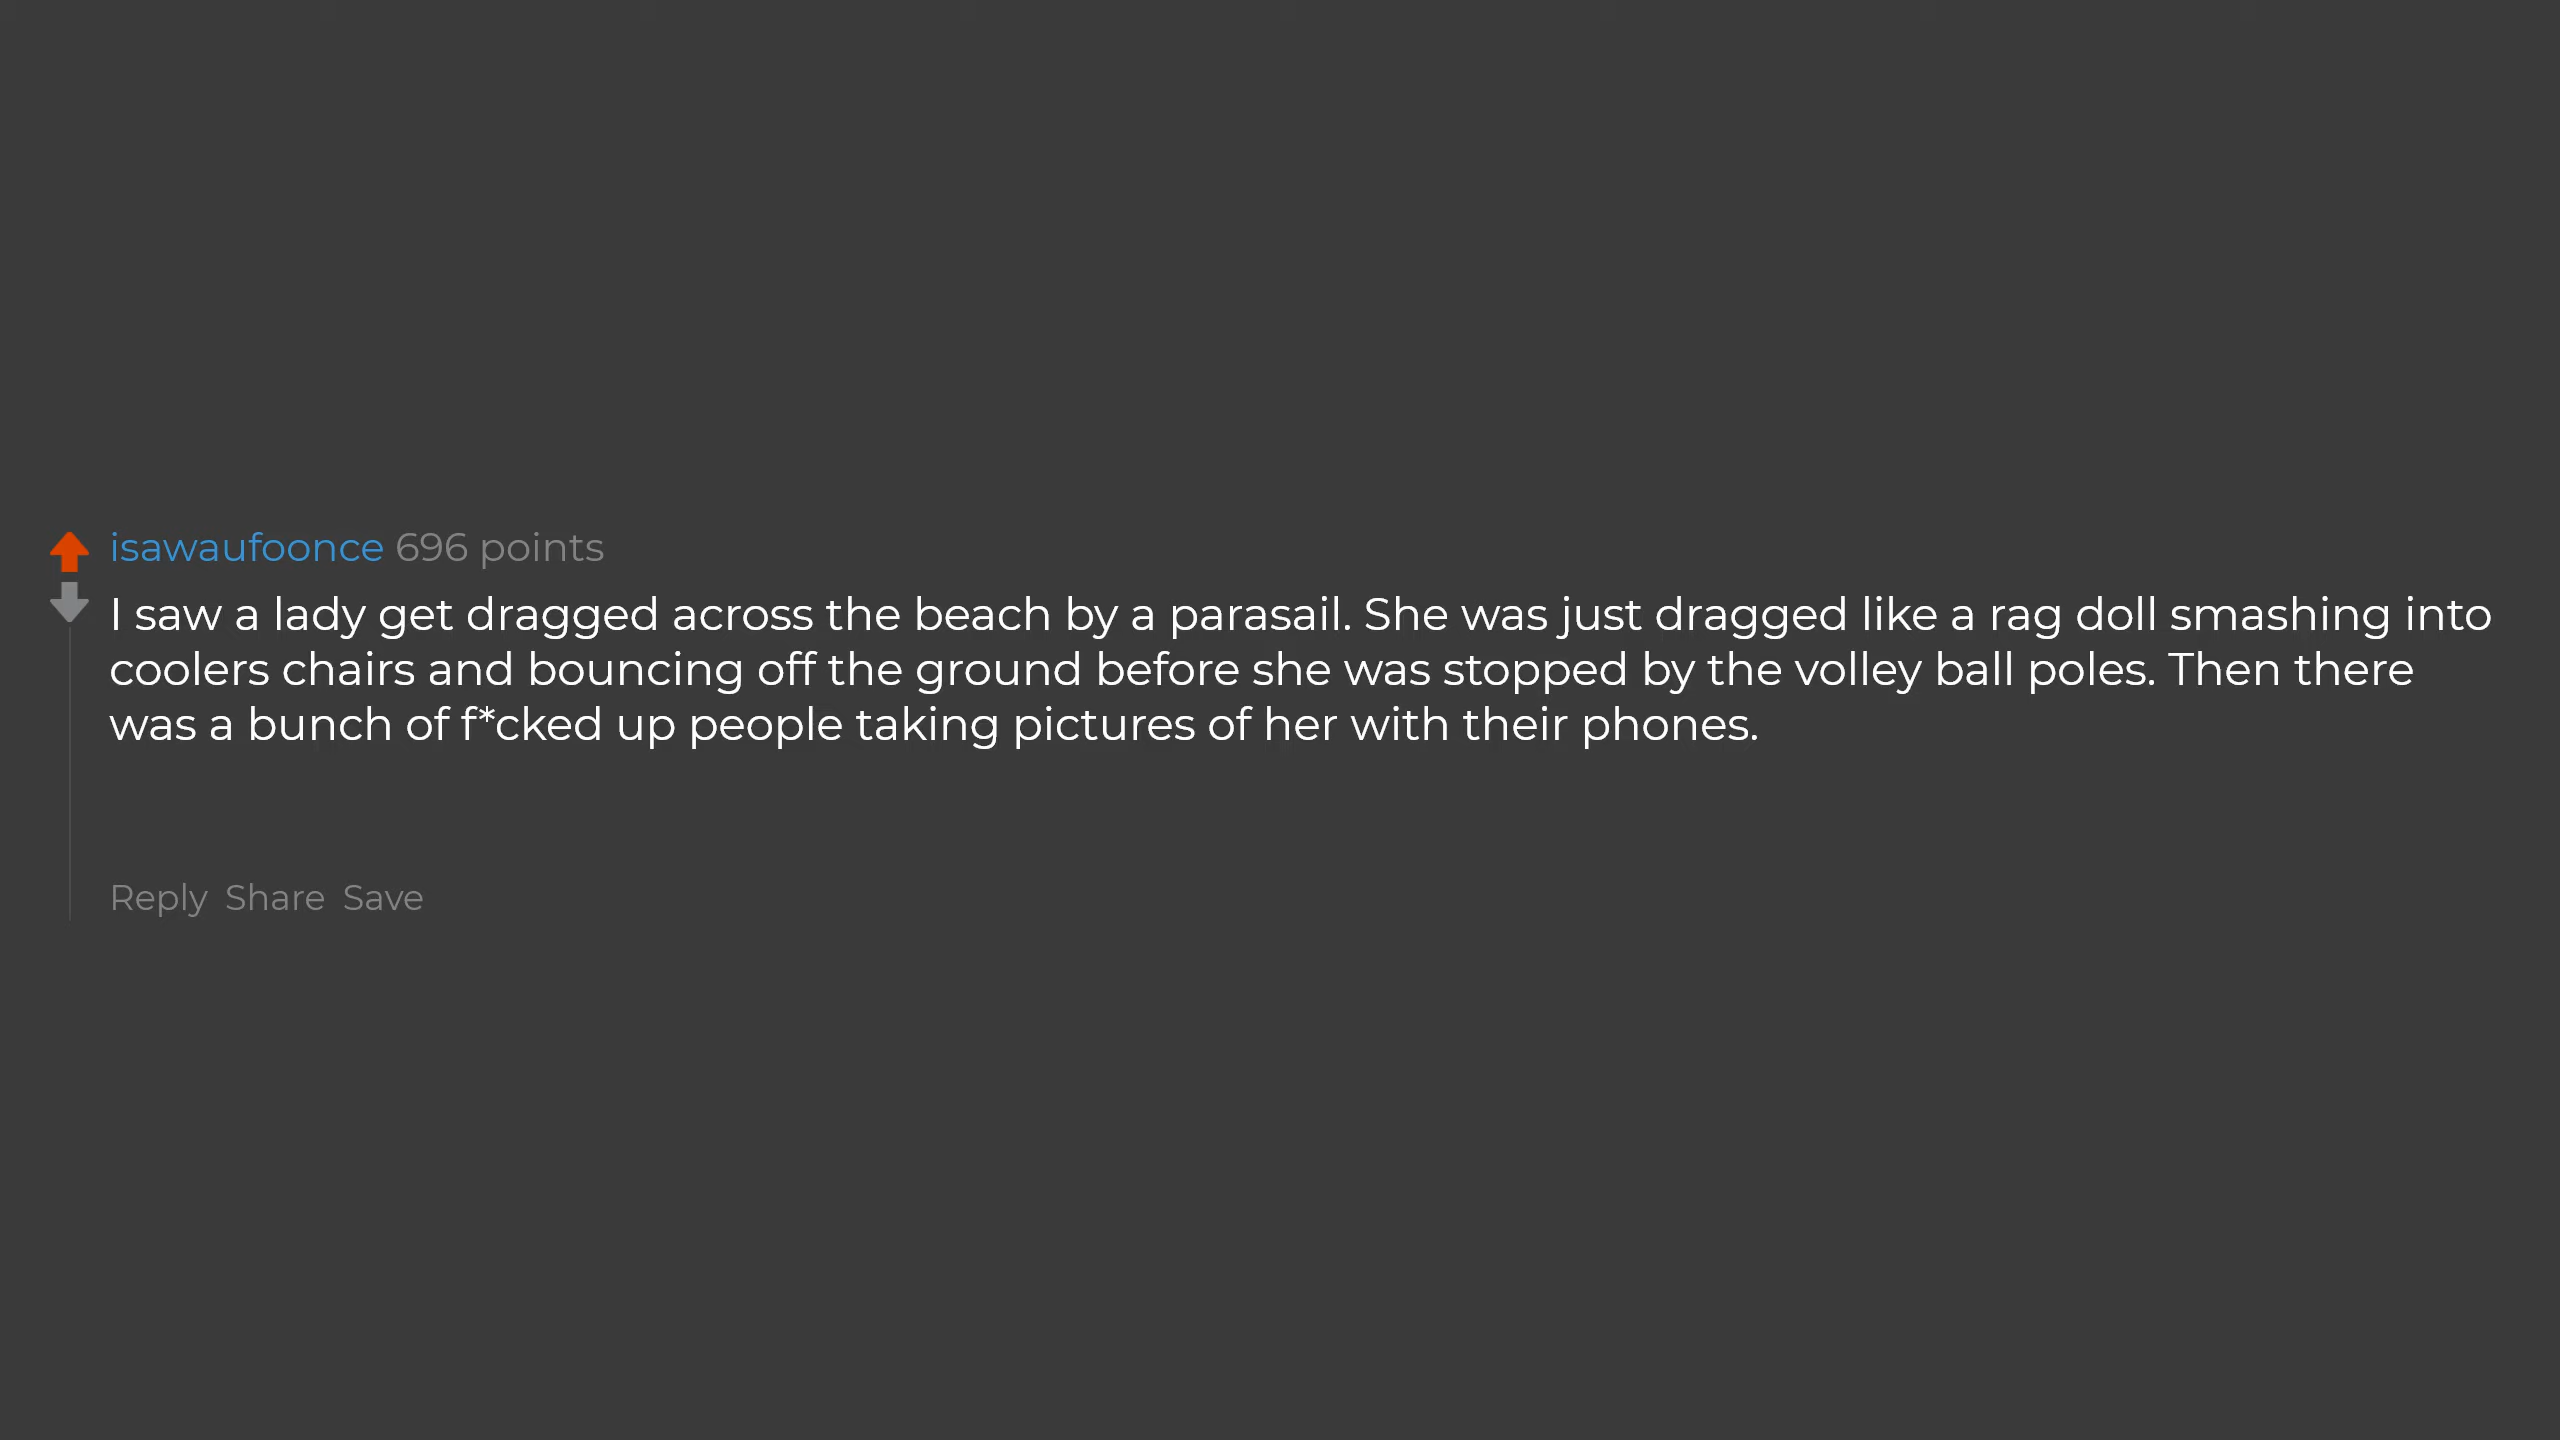 isawaufoonce 696 points
I saw a lady get dragged across the beach by a parasail. She was just dragged like a rag doll smashing into
coolers chairs and bouncing off the ground before she was stopped by the volley ball poles. Then there
was a bunch of f*cked up people taking pictures of her with their phones.
Reply Share Save